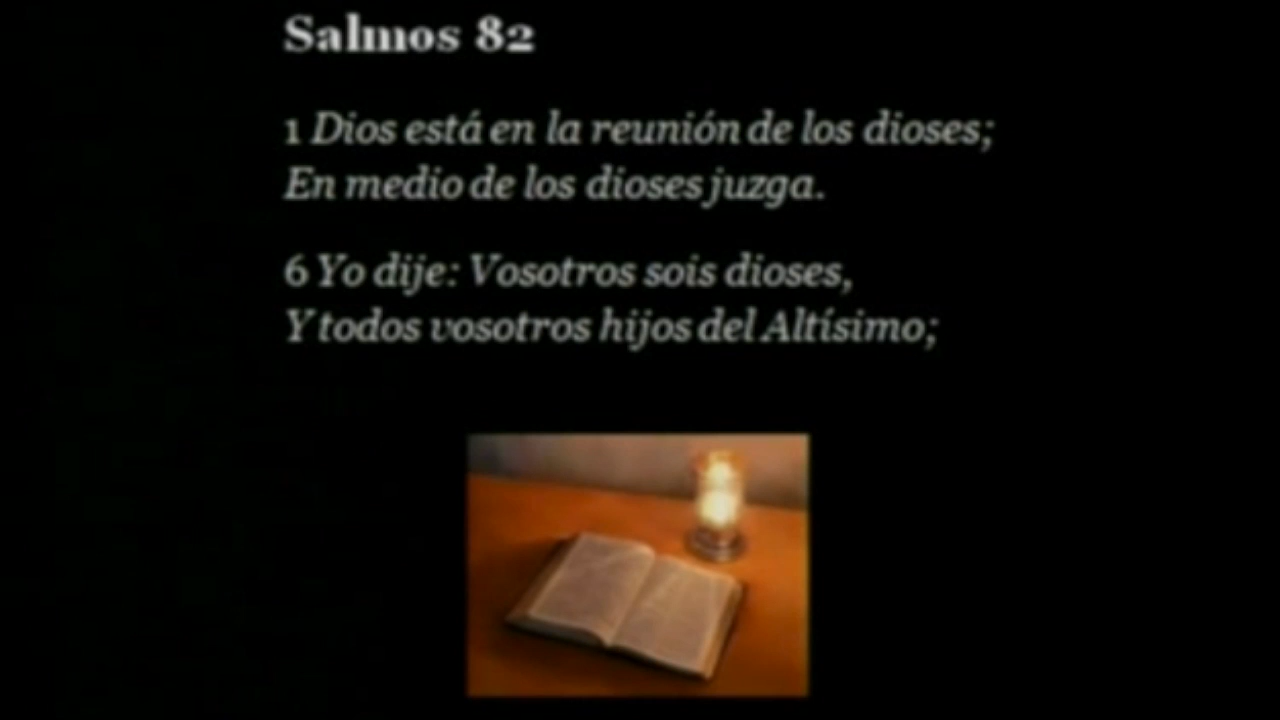 Salmos 82
1 Dios está en la reunión de los dioses;
En medio de los dioses juzga.
6 Yo dije: Vosotros sois dioses,
Y todos vosotros hijos del Altísimo;